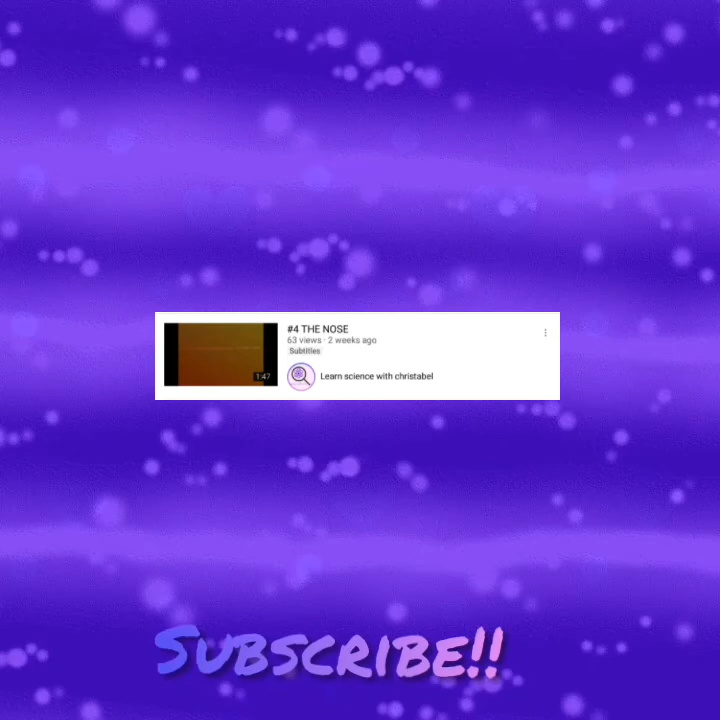 #4 THE NOSE
63 views · 2 weeks ago
Subtitles
1:47
Learn science with christabel
SUBSCRIBE!!